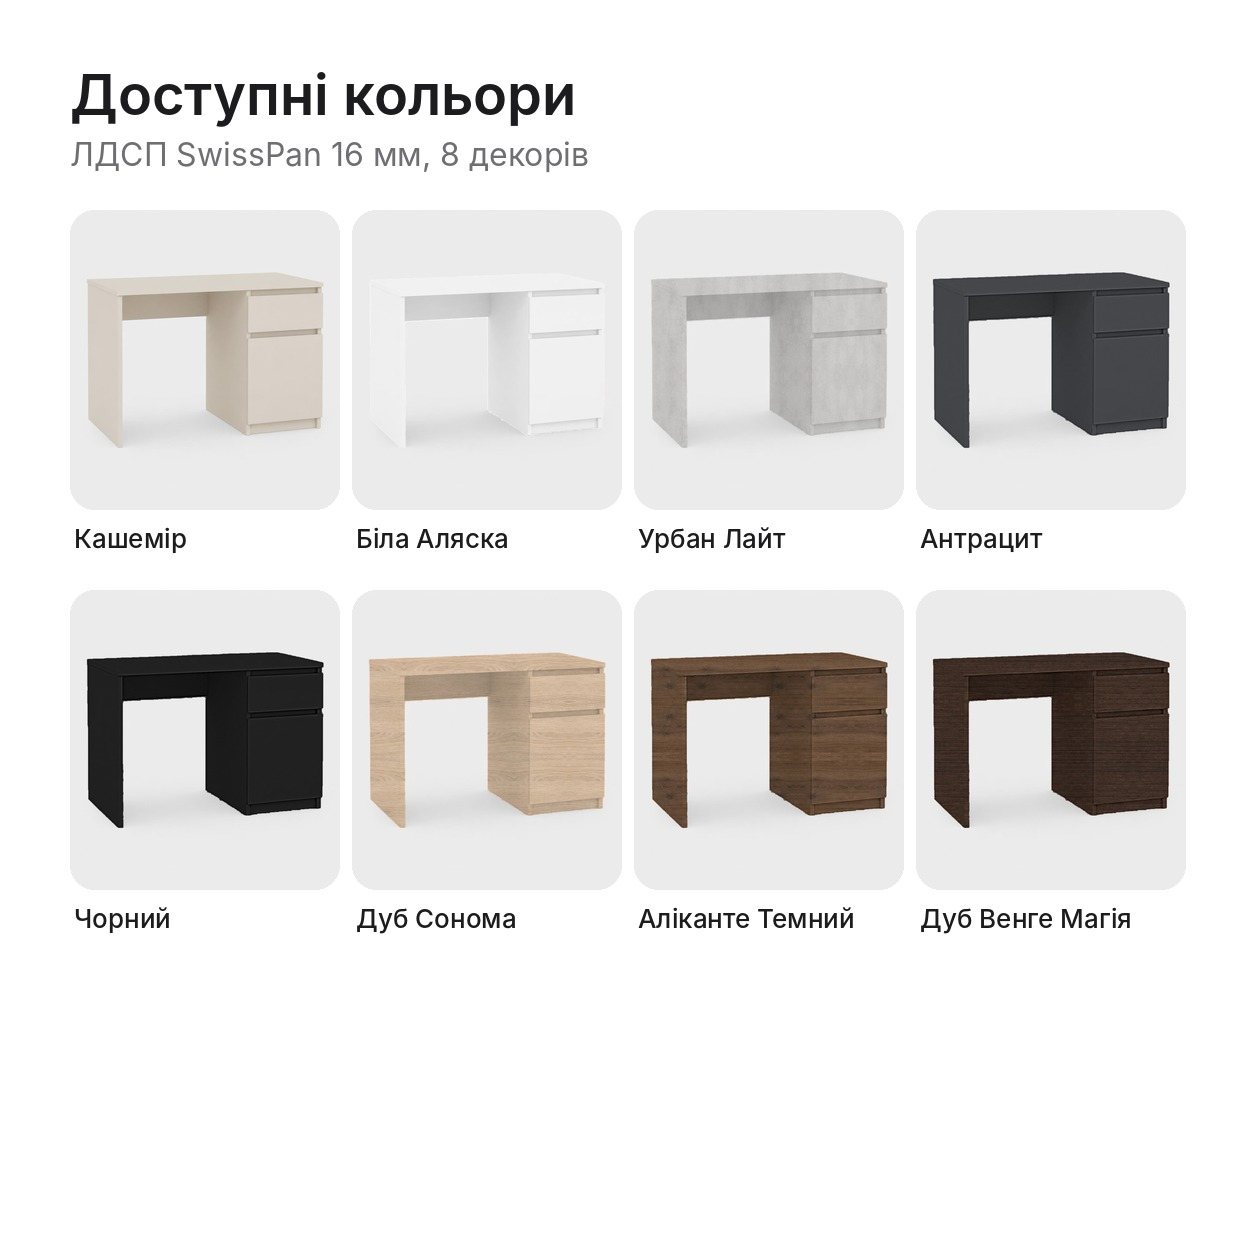 Доступні кольори
ЛДСП SwissPan 16 мм, 8 декорів
Кашемір
Біла Аляска
Урбан Лайт
Антрацит
Чорний
Дуб Сонома
Аліканте Темний
Дуб Венге Магія